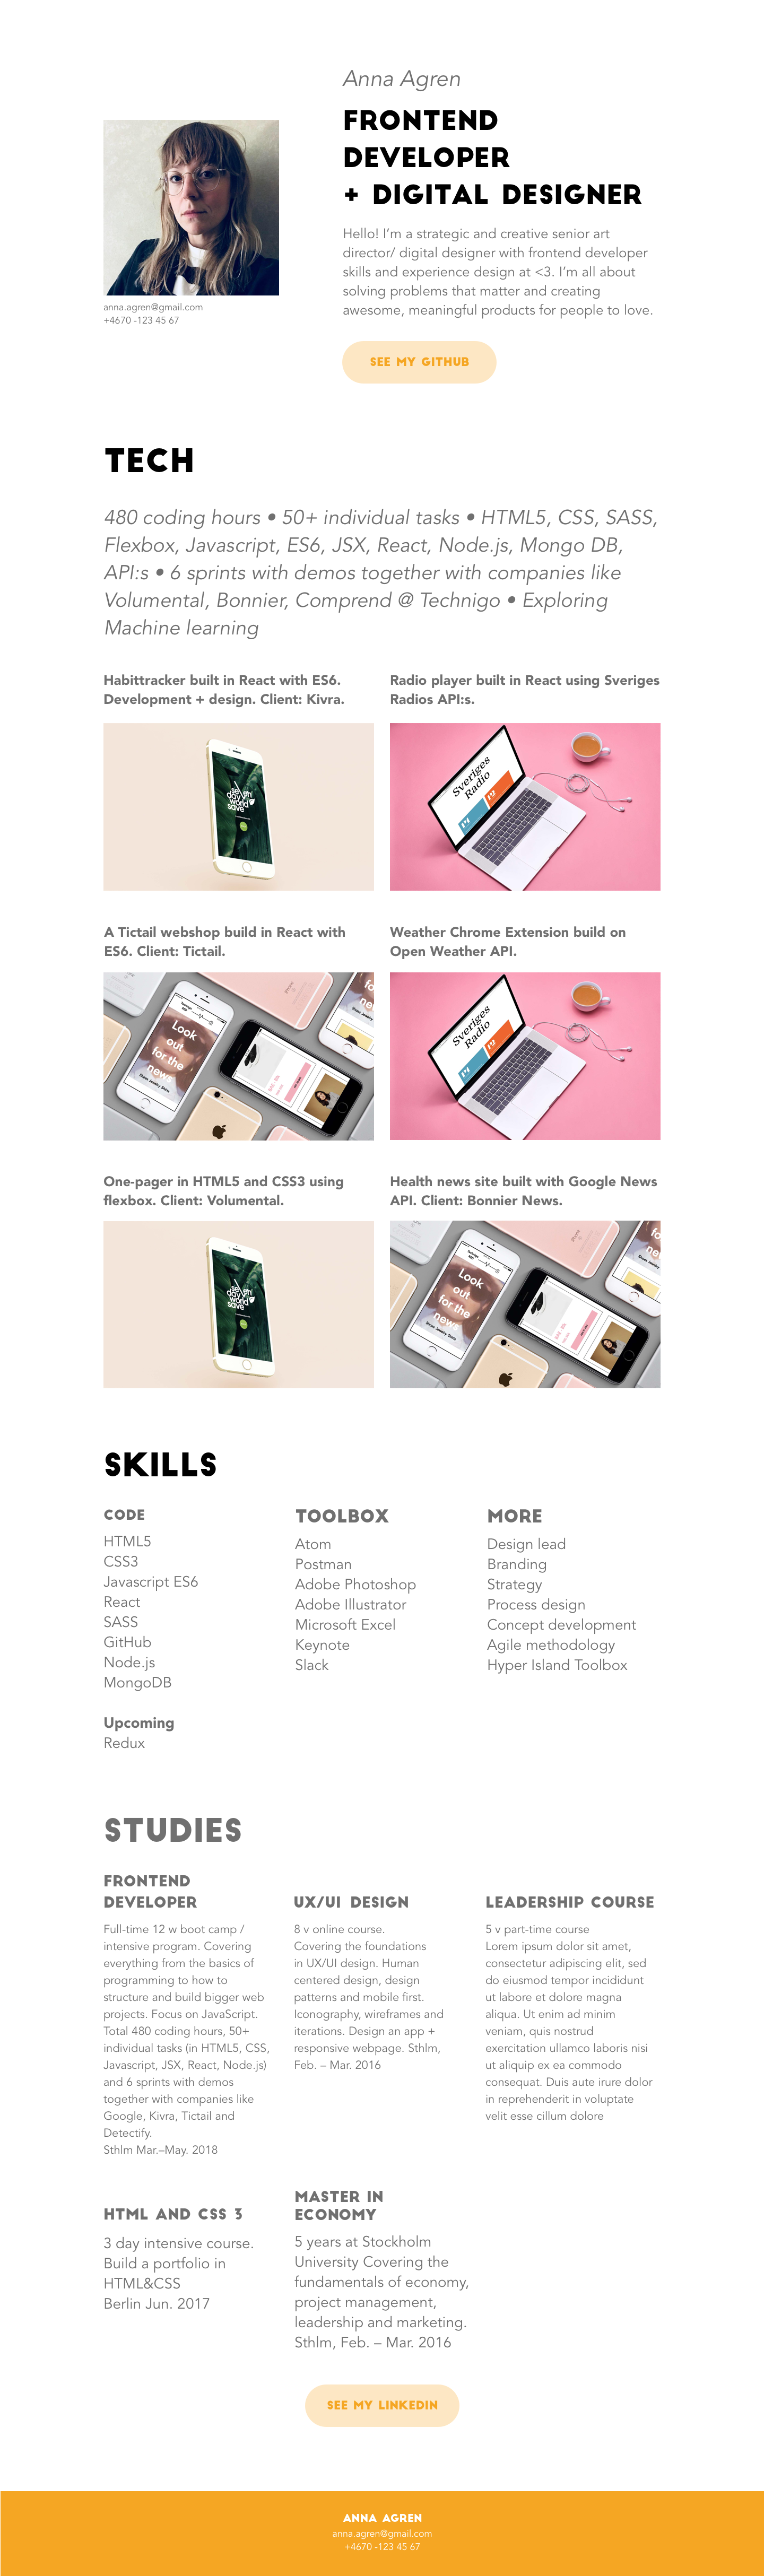 Anna Agren
FRONTEND
DEVELOPER
+ DIGITAL DESIGNER
Hello! I’m a strategic and creative senior art
director/ digital designer with frontend developer
skills and experience design at <3. I’m all about
solving problems that matter and creating
awesome, meaningful products for people to love.
anna.agren@gmail.com
+4670 -123 45 67
SEE MY GITHUB
TECH
480 coding hours • 50+ individual tasks • HTML5, CSS, SASS,
Flexbox, Javascript, ES6, JSX, React, Node.js, Mongo DB,
API:s • 6 sprints with demos together with companies like
Volumental, Bonnier, Comprend @ Technigo • Exploring
Machine learning
Habittracker built in React with ES6.
Development + design. Client: Kivra.
Radio player built in React using Sveriges
Radios API:s.
day
world
save
Sveriges
Radio
A Tictail webshop build in React with
ES6. Client: Tictail.
Weather Chrome Extension build on
Open Weather API.
Look
out
for the
news
Sveriges
Radio
One-pager in HTML5 and CSS3 using
flexbox. Client: Volumental.
Health news site built with Google News
API. Client: Bonnier News.
day
world
save
Look
out
for the
news
SKILLS
CODE
HTML5
CSS3
Javascript ES6
React
SASS
GitHub
Node.js
MongoDB
Upcoming
Redux
TOOLBOX
Atom
Postman
Adobe Photoshop
Adobe Illustrator
Microsoft Excel
Keynote
Slack
MORE
Design lead
Branding
Strategy
Process design
Concept development
Agile methodology
Hyper Island Toolbox
STUDIES
FRONTEND
DEVELOPER
Full-time 12 w boot camp /
intensive program. Covering
everything from the basics of
programming to how to
structure and build bigger web
projects. Focus on JavaScript.
Total 480 coding hours, 50+
individual tasks (in HTML5, CSS,
Javascript, JSX, React, Node.js)
and 6 sprints with demos
together with companies like
Google, Kivra, Tictail and
Detectify.
Sthlm Mar.–May. 2018
UX/UI DESIGN
8 v online course.
Covering the foundations
in UX/UI design. Human
centered design, design
patterns and mobile first.
Iconography, wireframes and
iterations. Design an app +
responsive webpage. Sthlm,
Feb. – Mar. 2016
LEADERSHIP COURSE
5 v part-time course
Lorem ipsum dolor sit amet,
consectetur adipiscing elit, sed
do eiusmod tempor incididunt
ut labore et dolore magna
aliqua. Ut enim ad minim
veniam, quis nostrud
exercitation ullamco laboris nisi
ut aliquip ex ea commodo
consequat. Duis aute irure dolor
in reprehenderit in voluptate
velit esse cillum dolore
HTML AND CSS 3
3 day intensive course.
Build a portfolio in
HTML&CSS
Berlin Jun. 2017
MASTER IN
ECONOMY
5 years at Stockholm
University Covering the
fundamentals of economy,
project management,
leadership and marketing.
Sthlm, Feb. – Mar. 2016
SEE MY LINKEDIN
ANNA AGREN
anna.agren@gmail.com
+4670 -123 45 67